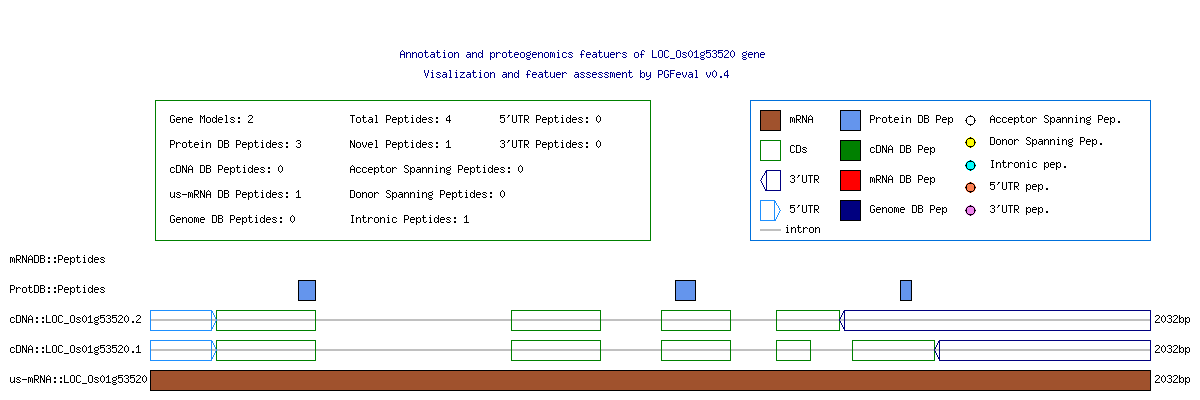 Annotation and proteogenomics featuers of LOC_Os01g53520 gene
Visalization and featuer assessment by PGFeval v0.4
Gene Models: 2 Total Peptides: 4 5'UTR Peptides: 0
Protein DB Peptides: 3 Novel Peptides: 1 3'UTR Peptides: 0
cDNA DB Peptides: 0 Acceptor Spanning Peptides: 0
us-mRNA DB Peptides: 1 Donor Spanning Peptides: 0
Genome DB Peptides: 0 Intronic Peptides: 1
mRNA Protein DB Pep Acceptor Spanning Pep.
CDs cDNA DB Pep Donor Spanning Pep.
3'UTR mRNA DB Pep Intronic pep.
5'UTR Genome DB Pep 5'UTR pep.
intron 3'UTR pep.
mRNADB::Peptides
ProtDB::Peptides
cDNA::LOC_Os01g53520.2 2032bp
cDNA::LOC_Os01g53520.1 2032bp
us-mRNA::LOC_Os01g53520 2032bp